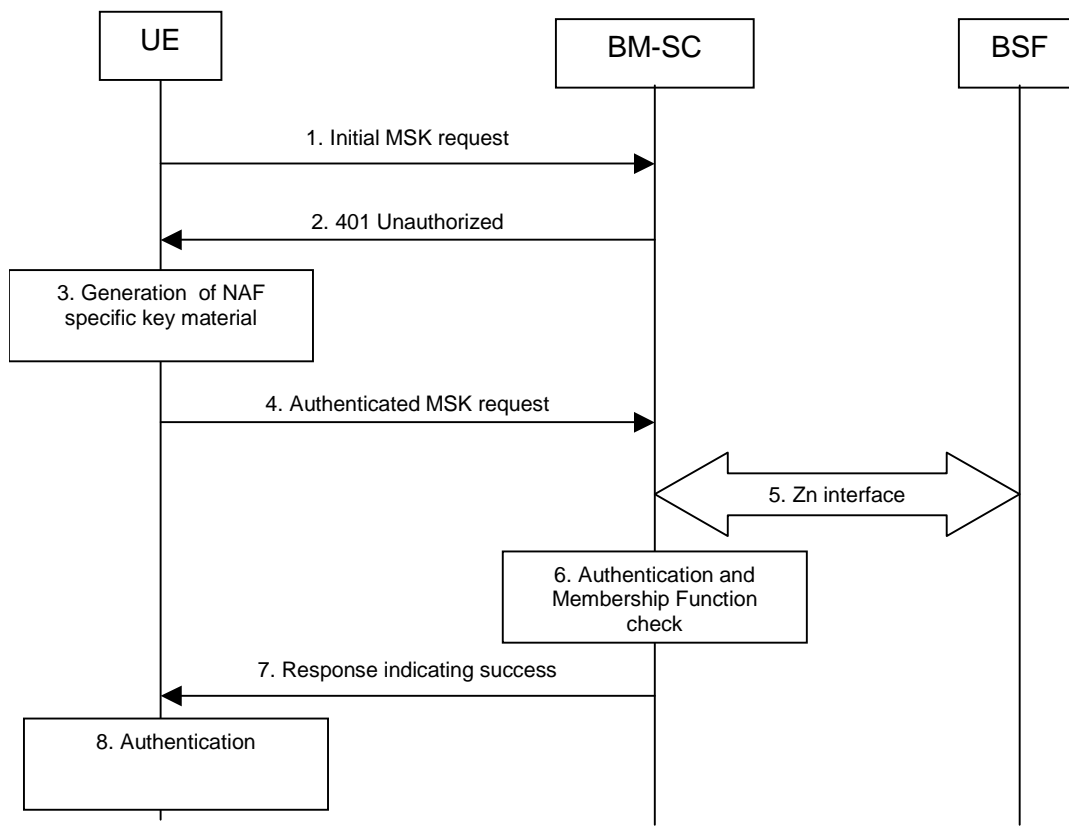 UE
BM-SC
BSF
1. Initial MSK request
2. 401 Unauthorized
3. Generation of NAF
specific key material
4. Authenticated MSK request
5. Zn interface
6. Authentication and
Membership Function
check
7. Response indicating success
8. Authentication